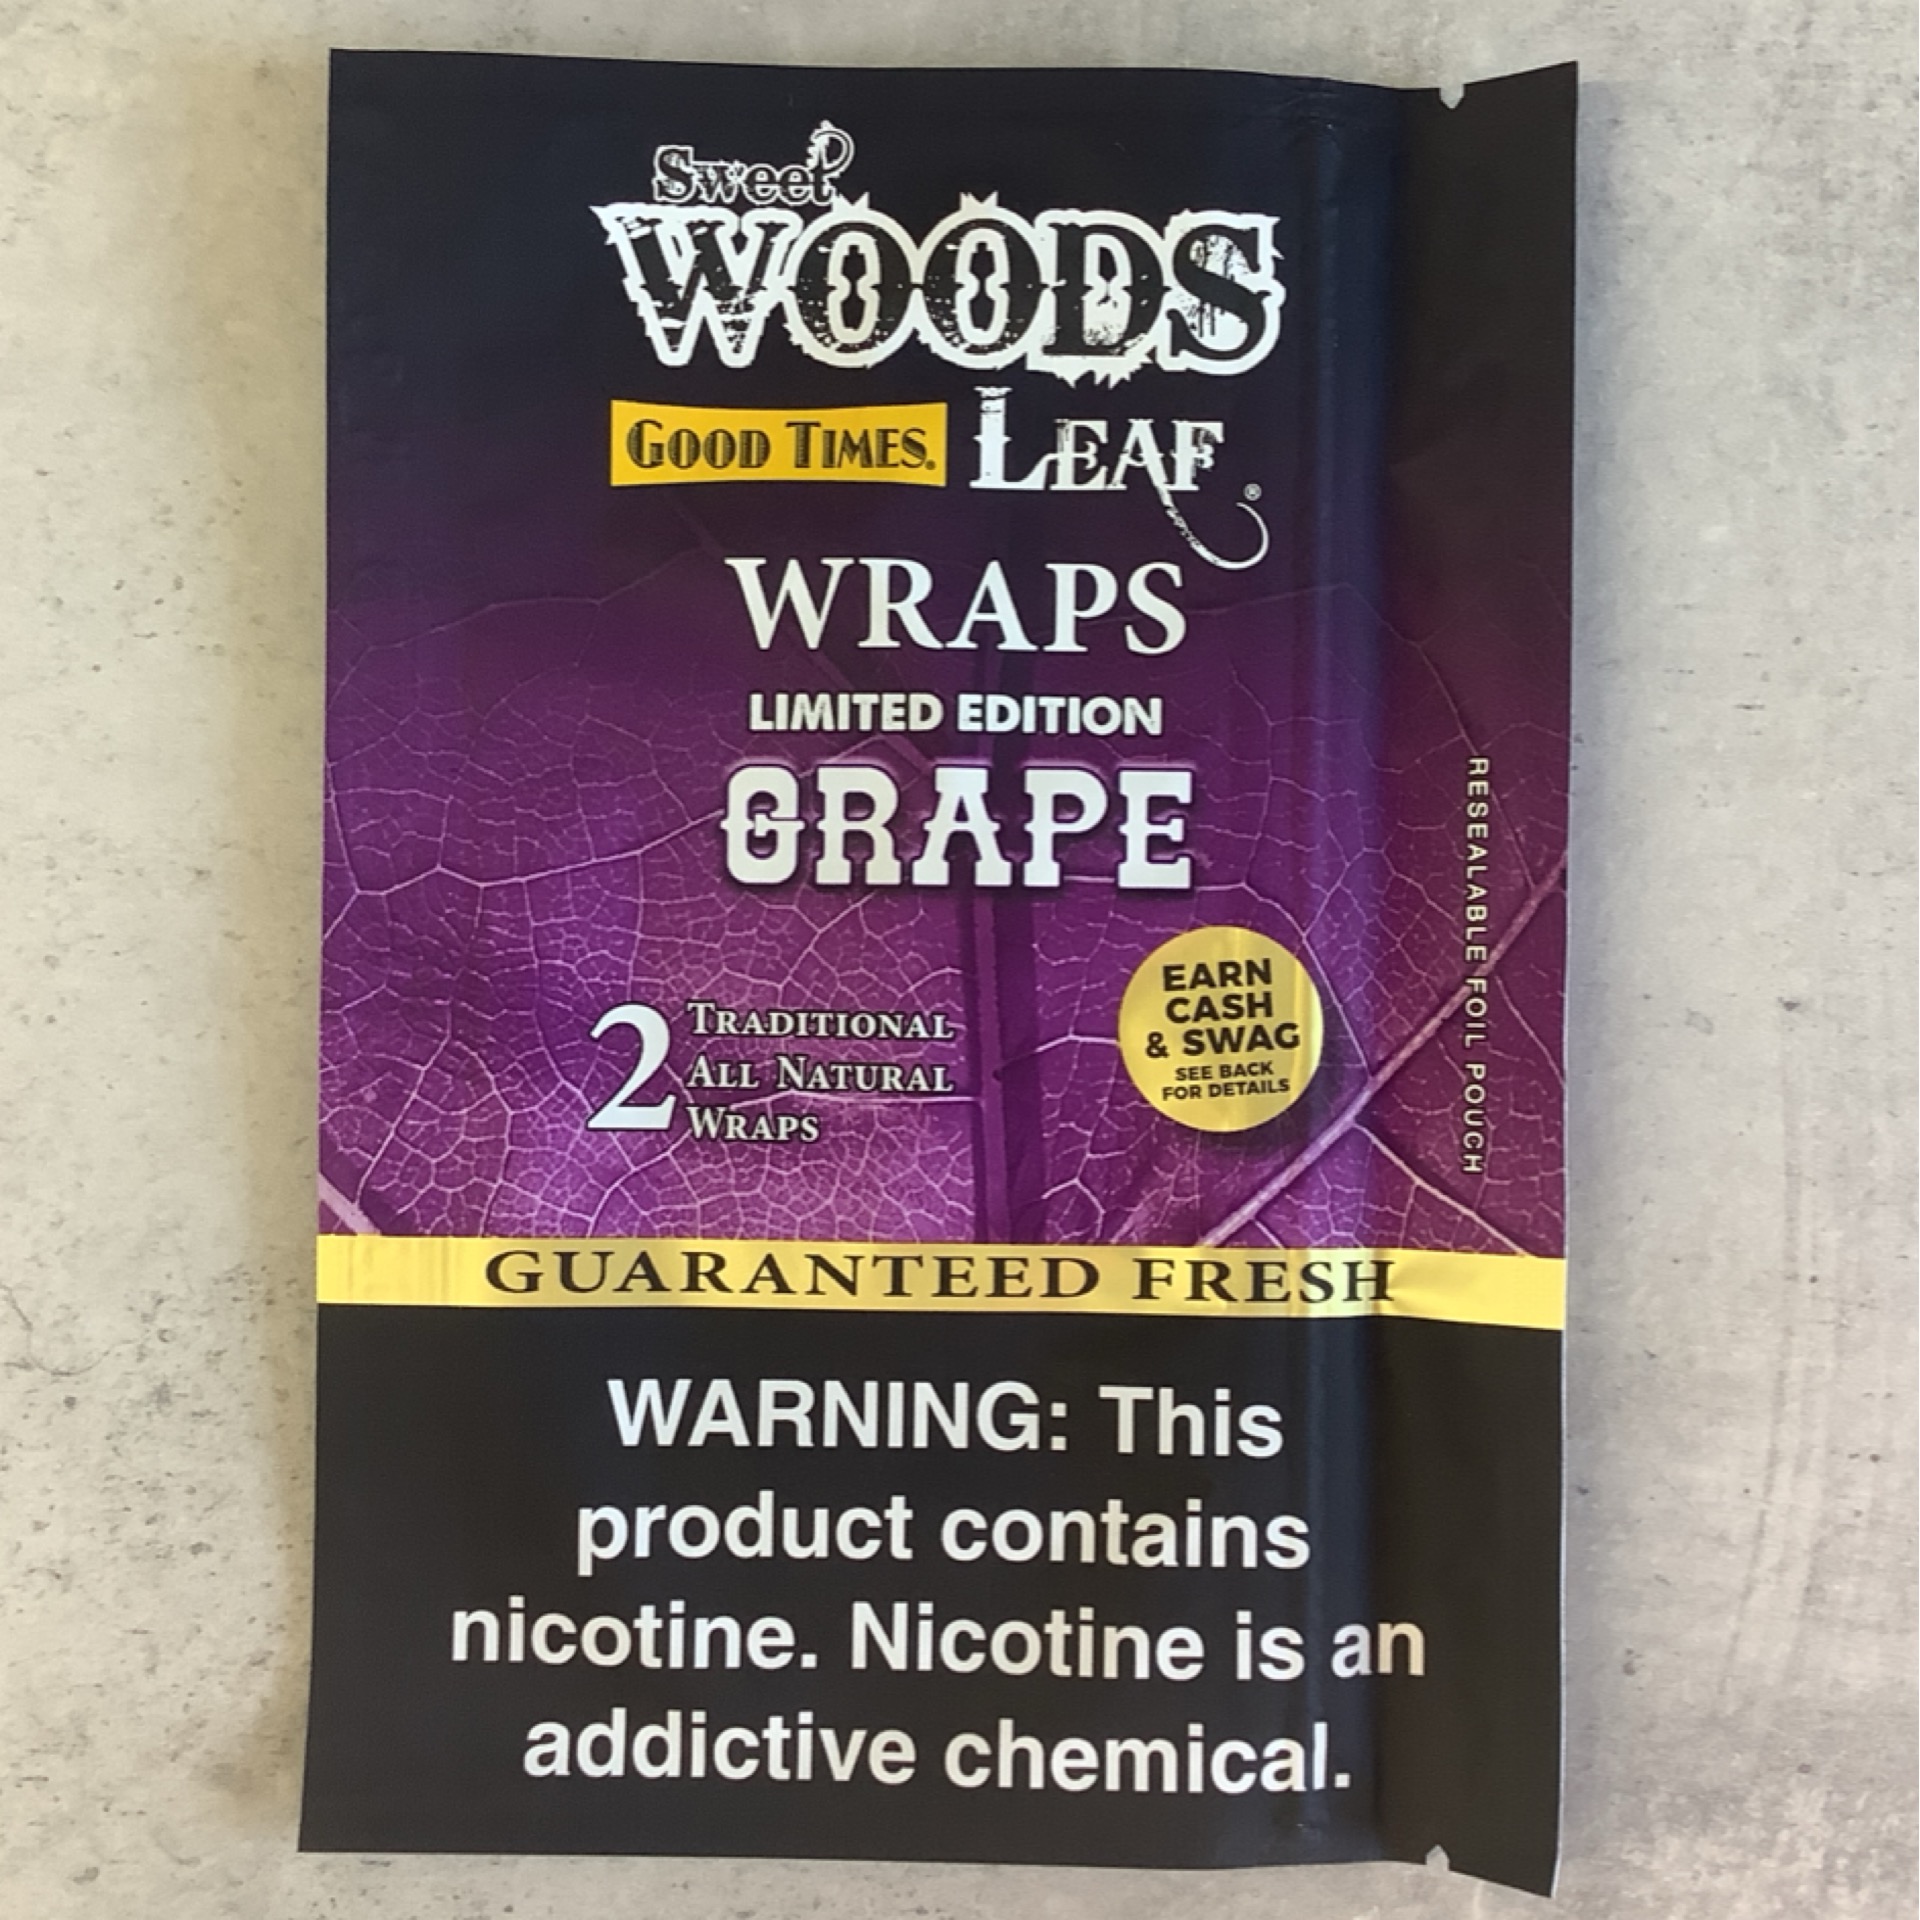 Sweet
WOODS
GOOD TIMES® LEAF®
WRAPS
LIMITED EDITION
GRAPE
2 TRADITIONAL
ALL NATURAL
WRAPS
EARN
CASH
& SWAG
SEE BACK
FOR DETAILS
RESEALABLE FOIL POUCH
GUARANTEED FRESH
WARNING: This
product contains
nicotine. Nicotine is an
addictive chemical.